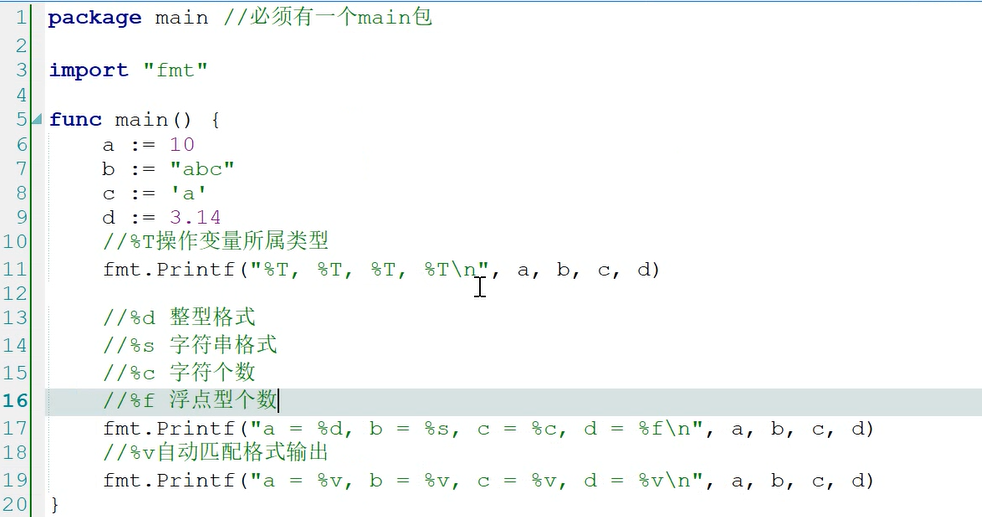 1 package main //必须有一个main包
2
3 import "fmt"
4
5 func main() {
6 a := 10
7 b := "abc"
8 c := 'a'
9 d := 3.14
10 //%T操作变量所属类型
11 fmt.Printf("%T, %T, %T, %T\n", a, b, c, d)
12
13 //%d 整型格式
14 //%s 字符串格式
15 //%c 字符个数
16 //%f 浮点型个数
17 fmt.Printf("a = %d, b = %s, c = %c, d = %f\n", a, b, c, d)
18 //%v自动匹配格式输出
19 fmt.Printf("a = %v, b = %v, c = %v, d = %v\n", a, b, c, d)
20 }